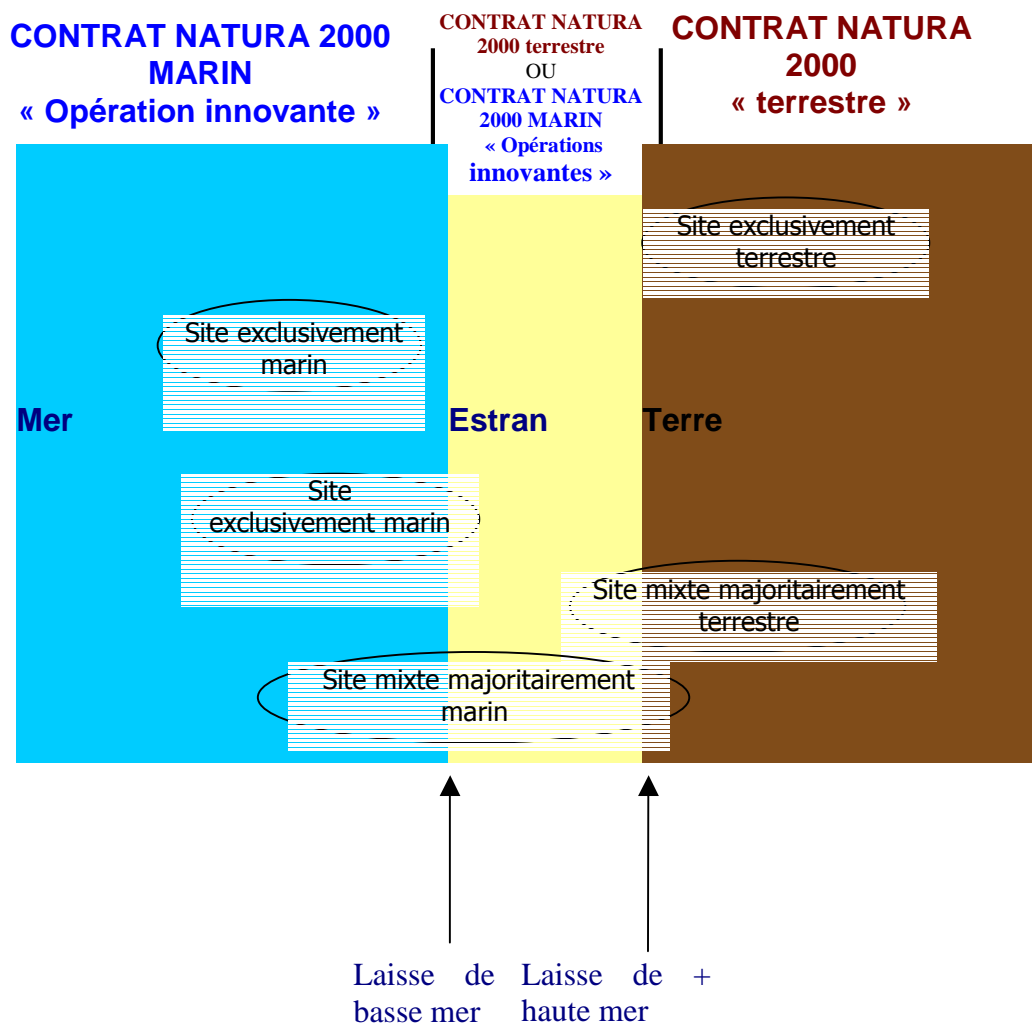 CONTRAT NATURA 2000
MARIN
« Opération innovante »
CONTRAT NATURA
2000 terrestre
OU
CONTRAT NATURA
2000 MARIN
« Opérations
innovantes »
CONTRAT NATURA
2000
« terrestre »
Site exclusivement
terrestre
Site exclusivement
marin
Mer
Estran
Terre
Site
exclusivement marin
Site mixte majoritairement
terrestre
Site mixte majoritairement
marin
Laisse de
basse mer
Laisse de +
haute mer